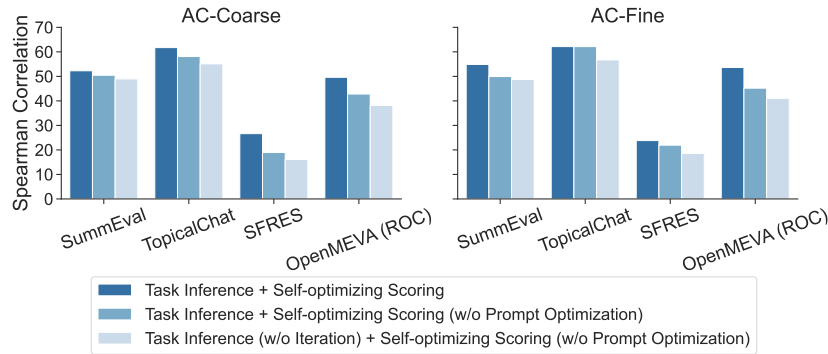 AC-Coarse
AC-Fine
Spearman Correlation
70
60
50
40
30
20
10
0
SummEval
TopicalChat
SFRES
OpenMEVA (ROC)
SummEval
TopicalChat
SFRES
OpenMEVA (ROC)
Task Inference + Self-optimizing Scoring
Task Inference + Self-optimizing Scoring (w/o Prompt Optimization)
Task Inference (w/o Iteration) + Self-optimizing Scoring (w/o Prompt Optimization)